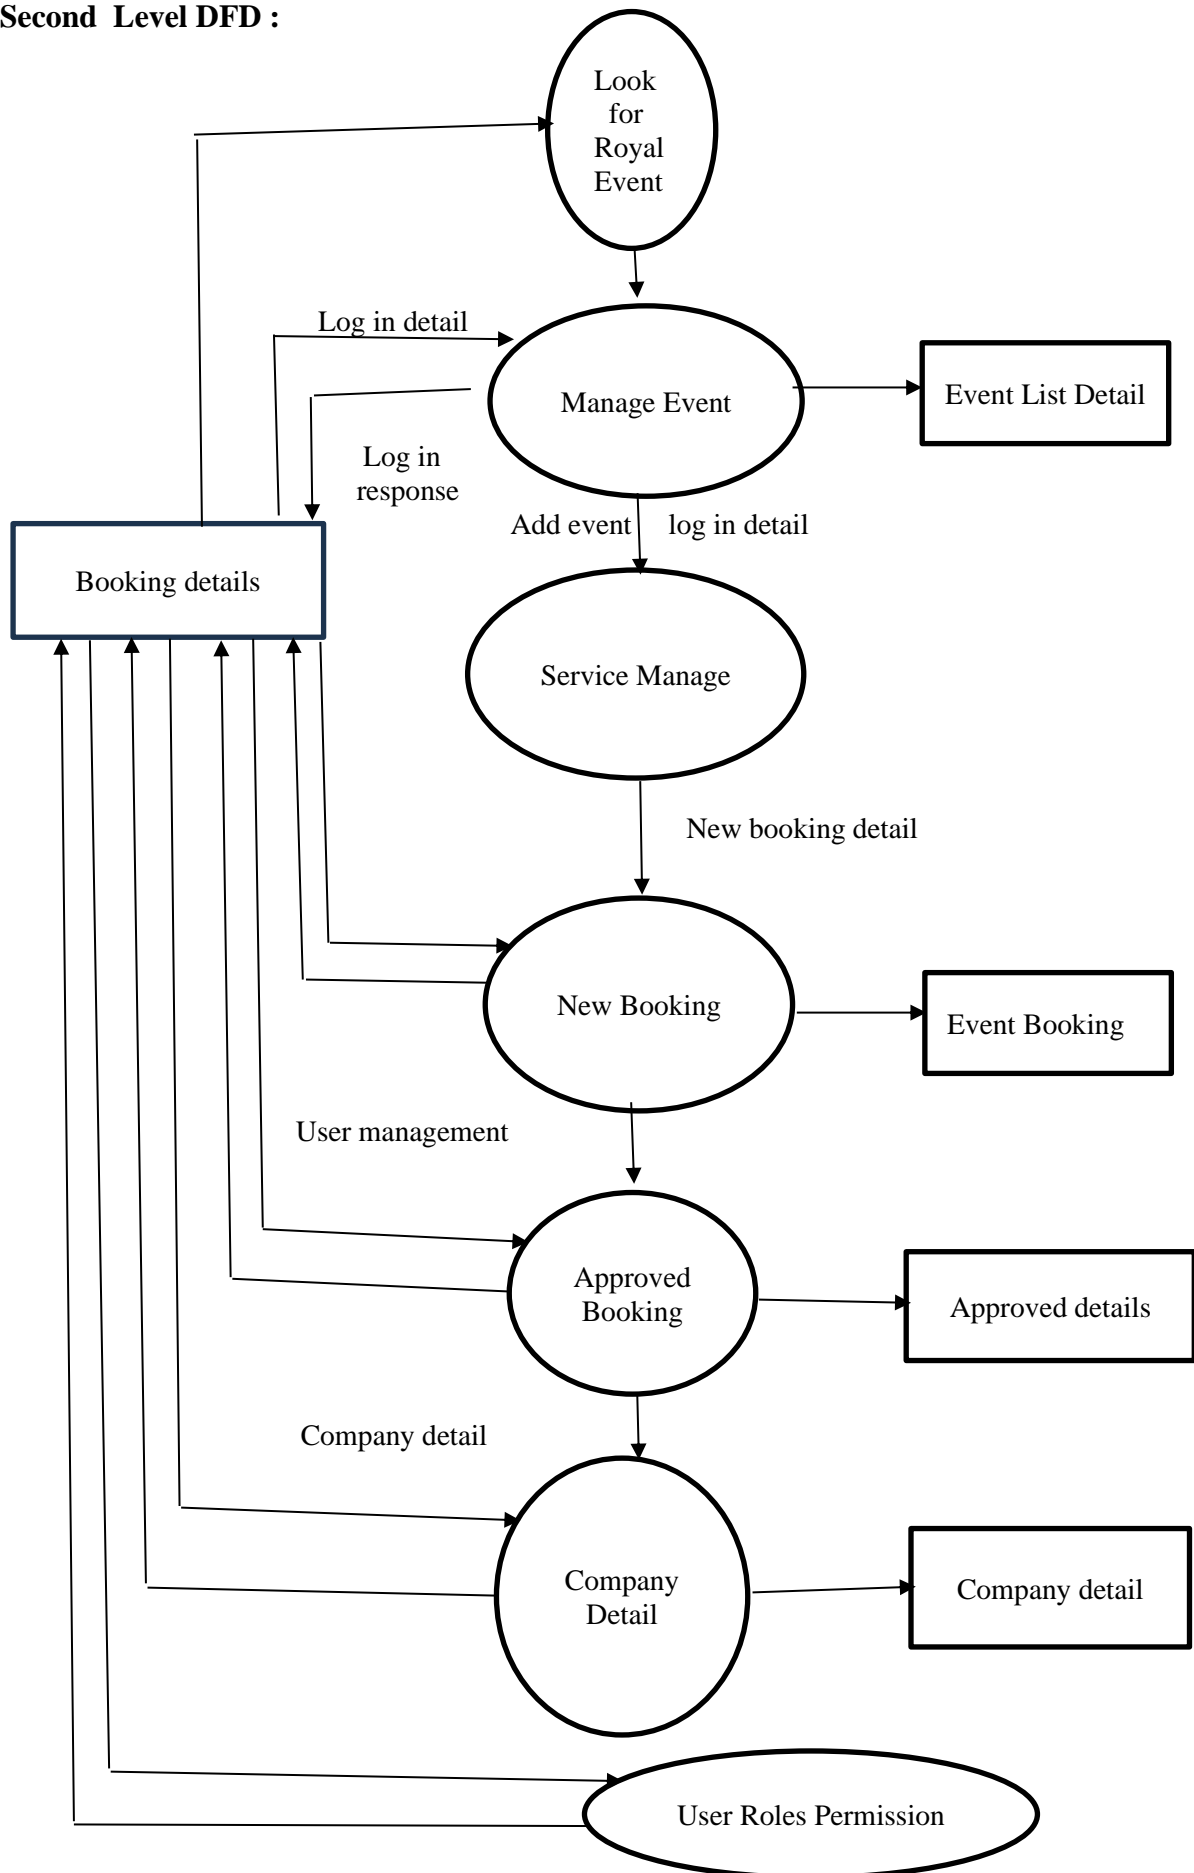 Second Level DFD :
Look
for
Royal
Event
Log in detail
Manage Event
Event List Detail
Log in
response
Add event
log in detail
Booking details
Service Manage
New booking detail
New Booking
Event Booking
User management
Approved
Booking
Approved details
Company detail
Company
Detail
Company detail
User Roles Permission